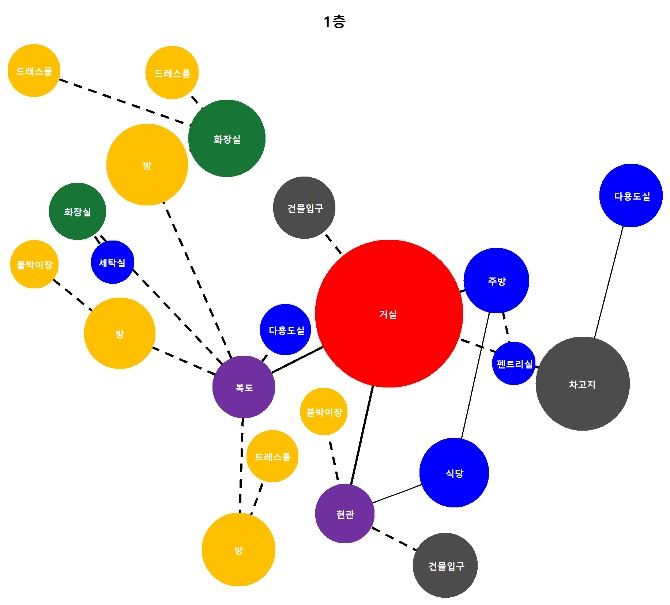 1층
드레스룸
드레스룸
화장실
방
다용도실
건물입구
화장실
세탁실
붙박이장
주방
거실
다용도실
방
펜트리실
차고지
복도
붙박이장
드레스룸
식당
현관
방
건물입구